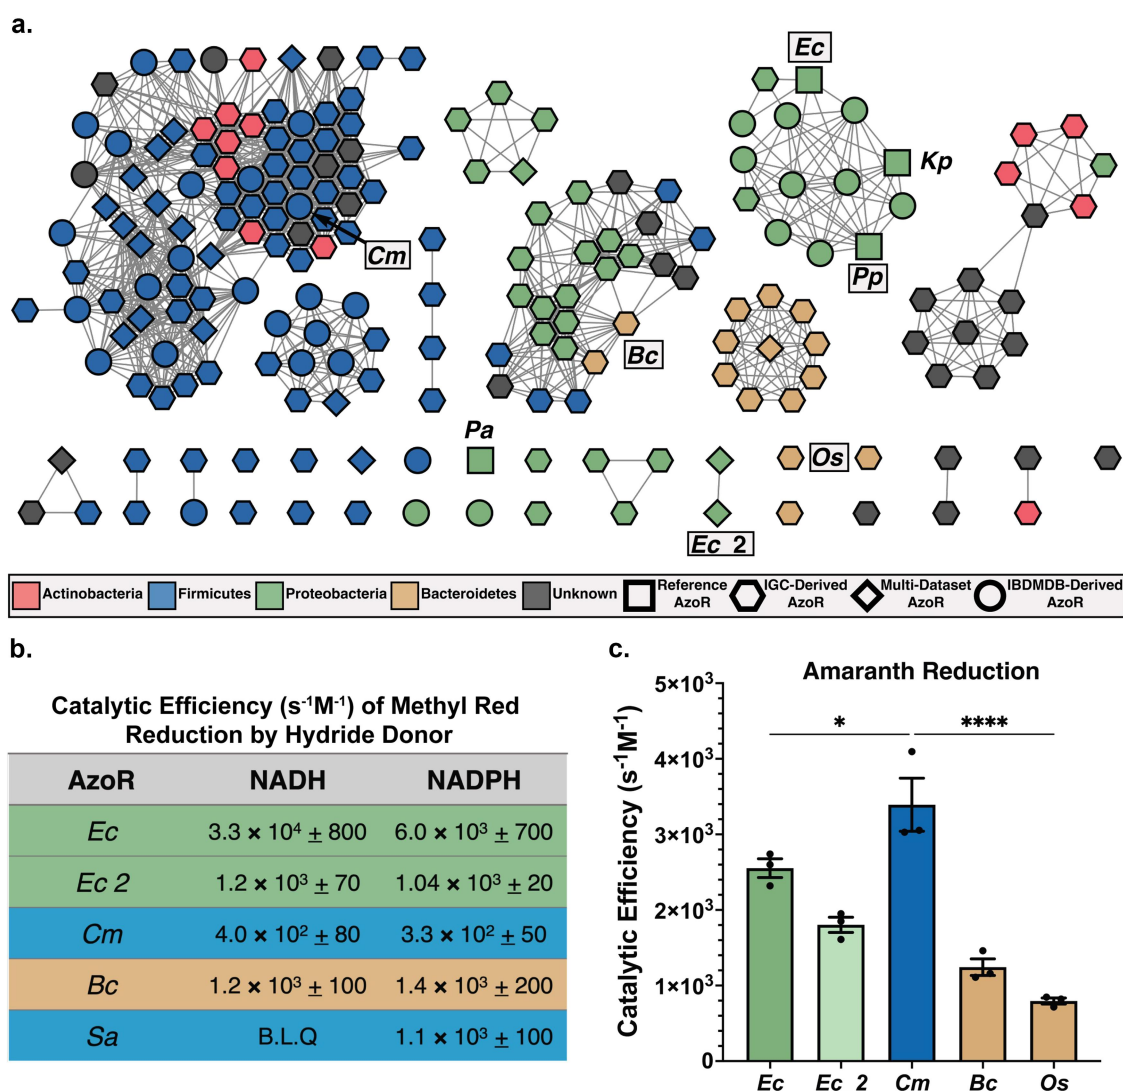 a.
Ec
Kp
Cm
Pp
Bc
Pa
Os
Ec 2
Actinobacteria
Firmicutes
Proteobacteria
Bacteroidetes
Unknown
Reference
AzoR
IGC-Derived
AzoR
Multi-Dataset
AzoR
IBDMDB-Derived
AzoR
b.
Catalytic Efficiency (s⁻¹M⁻¹) of Methyl Red
Reduction by Hydride Donor
AzoR NADH NADPH
Ec 3.3 × 10⁴ ± 800 6.0 × 10³ ± 700
Ec 2 1.2 × 10³ ± 70 1.04 × 10³ ± 20
Cm 4.0 × 10² ± 80 3.3 × 10² ± 50
Bc 1.2 × 10³ ± 100 1.4 × 10³ ± 200
Sa B.L.Q 1.1 × 10³ ± 100
c.
Amaranth Reduction
Catalytic Efficiency (s⁻¹M⁻¹)
5×10³
4×10³
3×10³
2×10³
1×10³
0
* ****
Ec Ec 2 Cm Bc Os